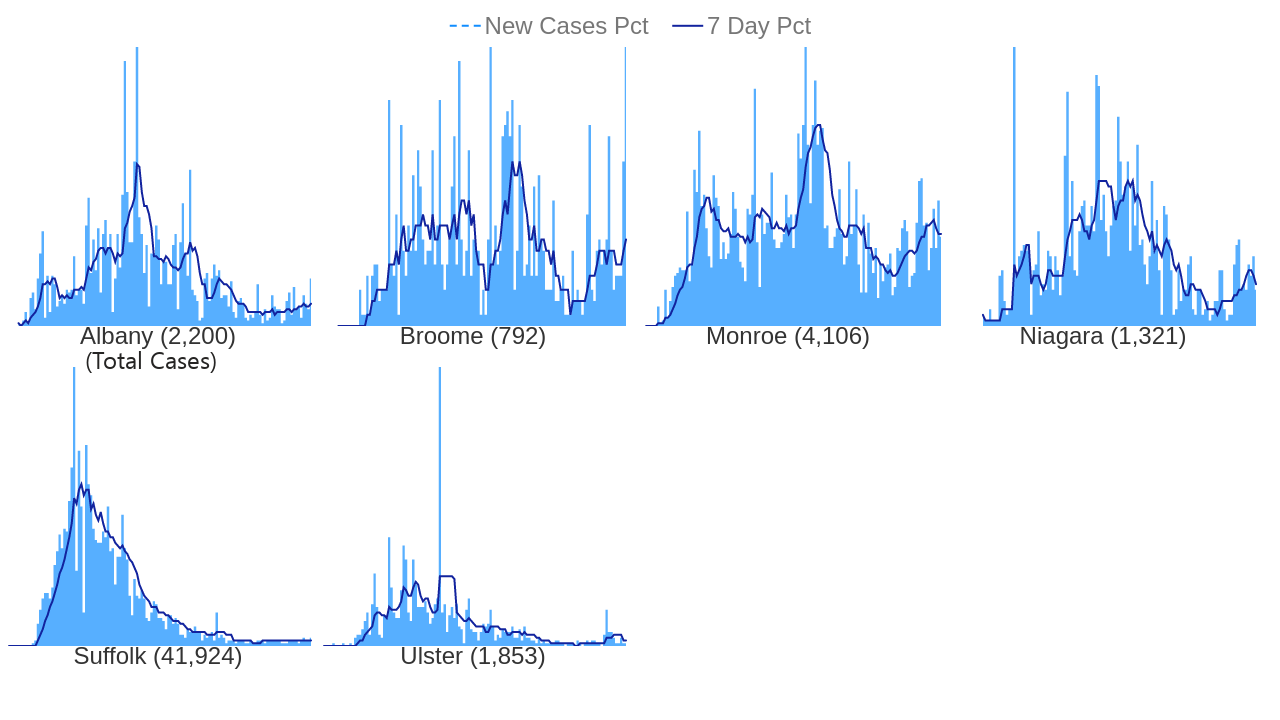 New Cases Pct 7 Day Pct
Albany (2,200)
(Total Cases)
Broome (792)
Monroe (4,106)
Niagara (1,321)
Suffolk (41,924)
Ulster (1,853)